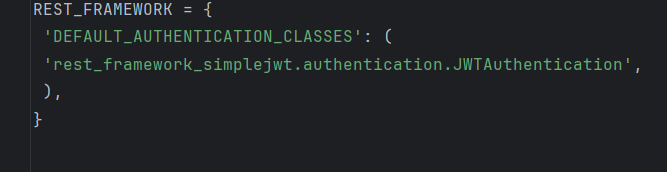 REST_FRAMEWORK = {
'DEFAULT_AUTHENTICATION_CLASSES': (
'rest_framework_simplejwt.authentication.JWTAuthentication',
),
}